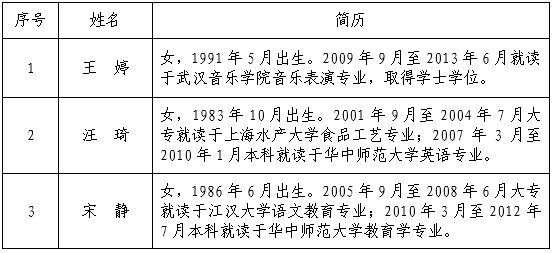 序号 姓名 简历
1 王 婷 女，1991 年 5 月出生。2009 年 9 月至 2013 年 6 月就读
于武汉音乐学院音乐表演专业，取得学士学位。
2 汪 琦 女，1983 年 10 月出生。2001 年 9 月至 2004 年 7 月大
专就读于上海水产大学食品工艺专业；2007 年 3 月至
2010 年 1 月本科就读于华中师范大学英语专业。
3 宋 静 女，1986 年 6 月出生。2005 年 9 月至 2008 年 6 月大专
就读于江汉大学语文教育专业；2010 年 3 月至 2012 年
7 月本科就读于华中师范大学教育学专业。